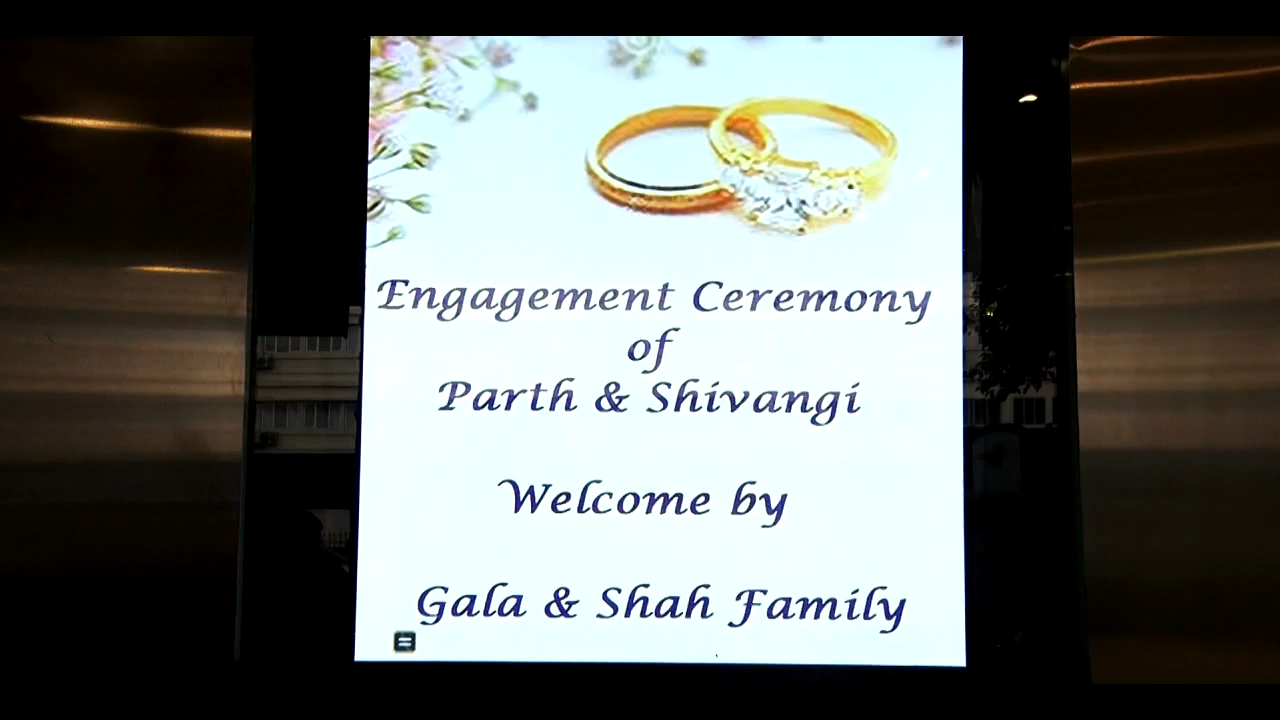 Engagement Ceremony
of
Parth & Shivangi
Welcome by
Gala & Shah Family